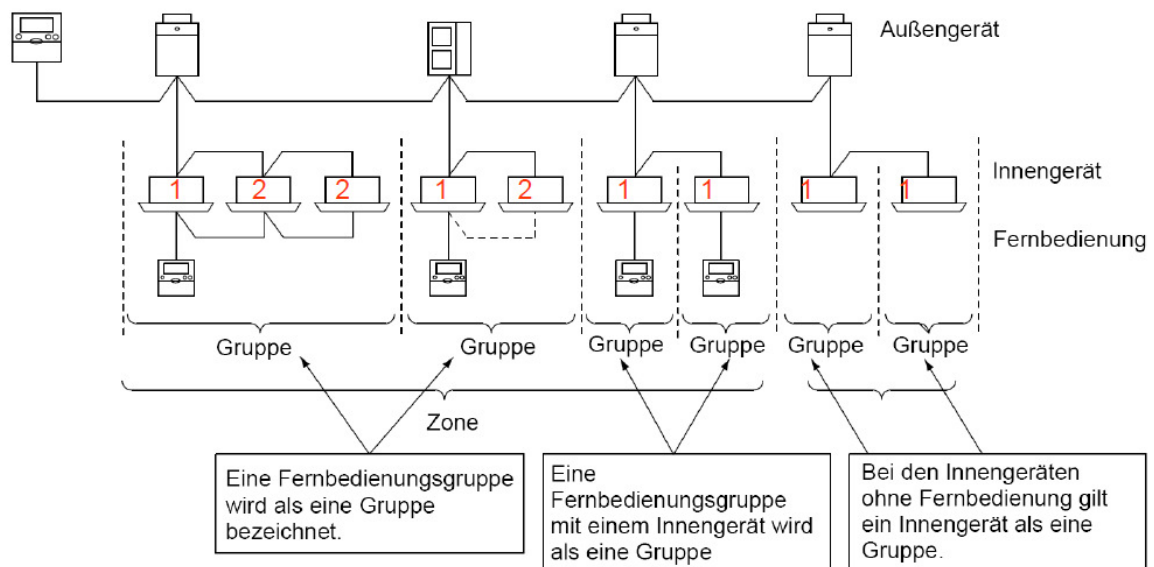 Außengerät
1 2 2 1 2 1 1 1 1
Innengerät
Fernbedienung
Gruppe Gruppe Gruppe Gruppe Gruppe Gruppe
Zone
Eine Fernbedienungsgruppe
wird als eine Gruppe
bezeichnet.
Eine
Fernbedienungsgruppe
mit einem Innengerät wird
als eine Gruppe
Bei den Innengeräten
ohne Fernbedienung gilt
ein Innengerät als eine
Gruppe.